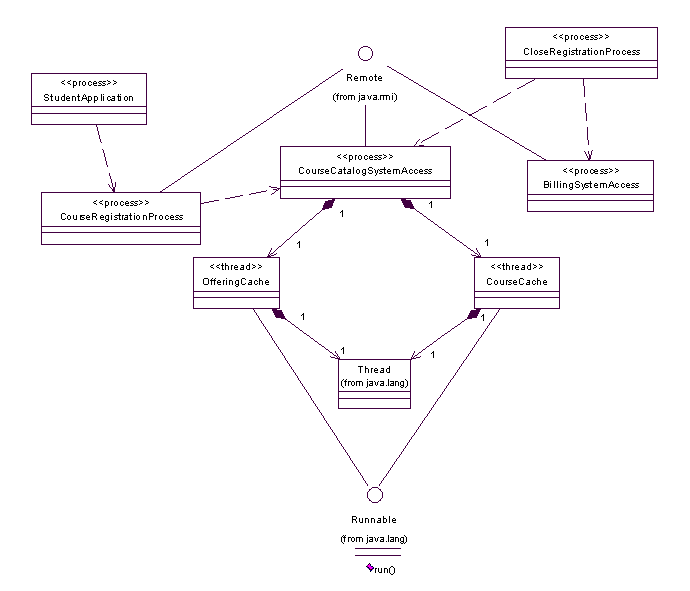 <<process>>
CloseRegistrationProcess
Remote
(from java.rmi)
<<process>>
StudentApplication
<<process>>
CourseCatalogSystemAccess
<<process>>
BillingSystemAccess
<<process>>
CourseRegistrationProcess
1
1
1
1
<<thread>>
OfferingCache
<<thread>>
CourseCache
1
1
1
1
Thread
(from java.lang)
Runnable
(from java.lang)
run()